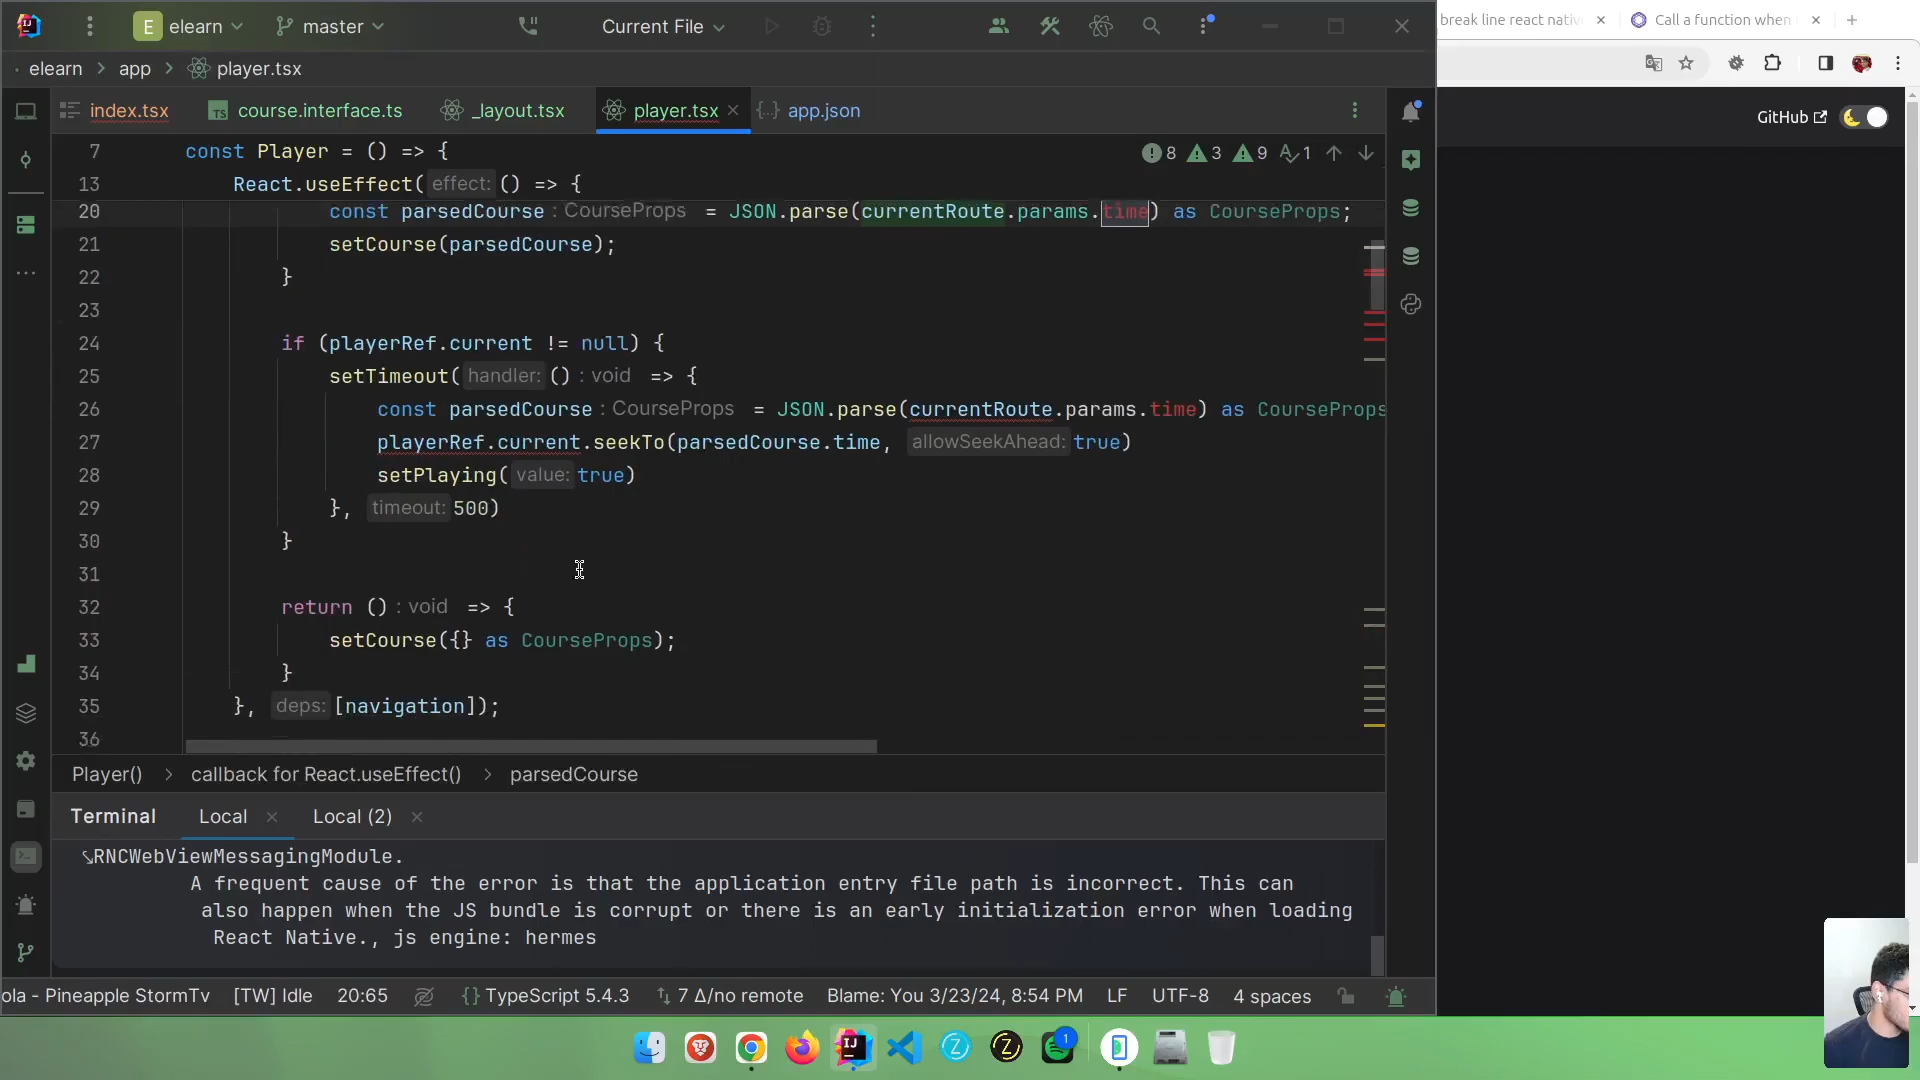 E elearn master Current File
elearn > app > player.tsx
index.tsx course.interface.ts _layout.tsx player.tsx app.json
break line react native
Call a function when
GitHub
8 3 9 1
7 const Player = () => {
13 React.useEffect( effect: () => {
20 const parsedCourse : CourseProps = JSON.parse(currentRoute.params.time) as CourseProps;
21 setCourse(parsedCourse);
22 }
23
24 if (playerRef.current != null) {
25 setTimeout( handler: () : void => {
26 const parsedCourse : CourseProps = JSON.parse(currentRoute.params.time) as CourseProps
27 playerRef.current.seekTo(parsedCourse.time, allowSeekAhead: true)
28 setPlaying( value: true)
29 }, timeout: 500)
30 }
31
32 return () : void => {
33 setCourse({} as CourseProps);
34 }
35 }, deps: [navigation]);
36
Player() > callback for React.useEffect() > parsedCourse
Terminal Local Local (2)
RNCWebViewMessagingModule.
A frequent cause of the error is that the application entry file path is incorrect. This can
also happen when the JS bundle is corrupt or there is an early initialization error when loading
React Native., js engine: hermes
ola - Pineapple StormTv [TW] Idle 20:65 {} TypeScript 5.4.3 7 Δ/no remote Blame: You 3/23/24, 8:54 PM LF UTF-8 4 spaces
IJ Z Z 1